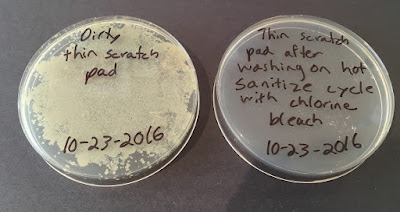 Dirty
thin scratch
pad
10-23-2016
Thin scratch
pad after
washing on hot
Sanitize cycle
with chlorine
bleach
10-23-2016